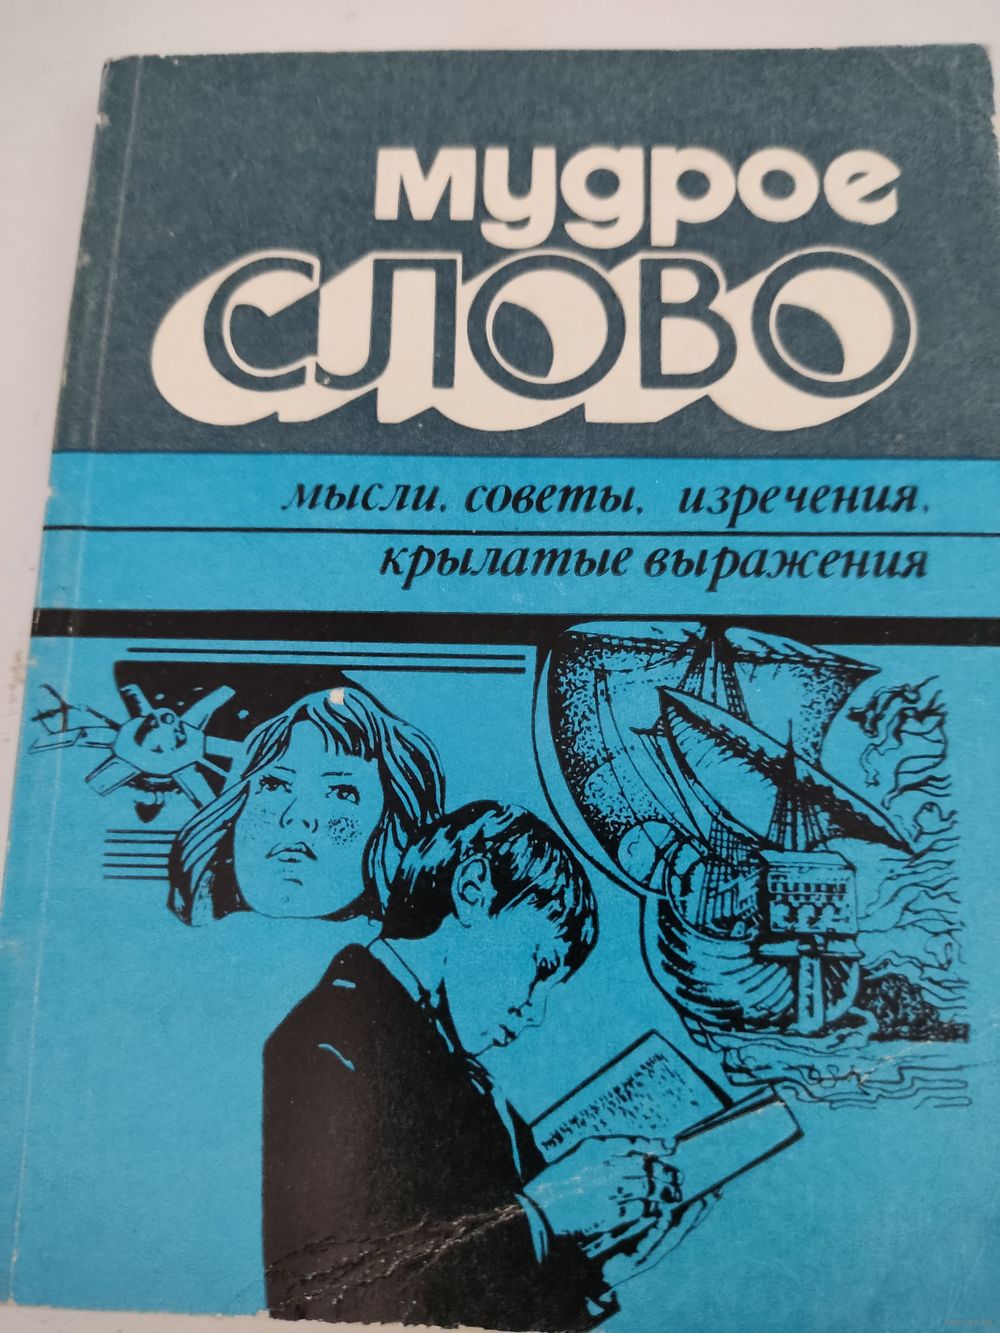 мудрое
СЛОВО
мысли, советы, изречения,
крылатые выражения